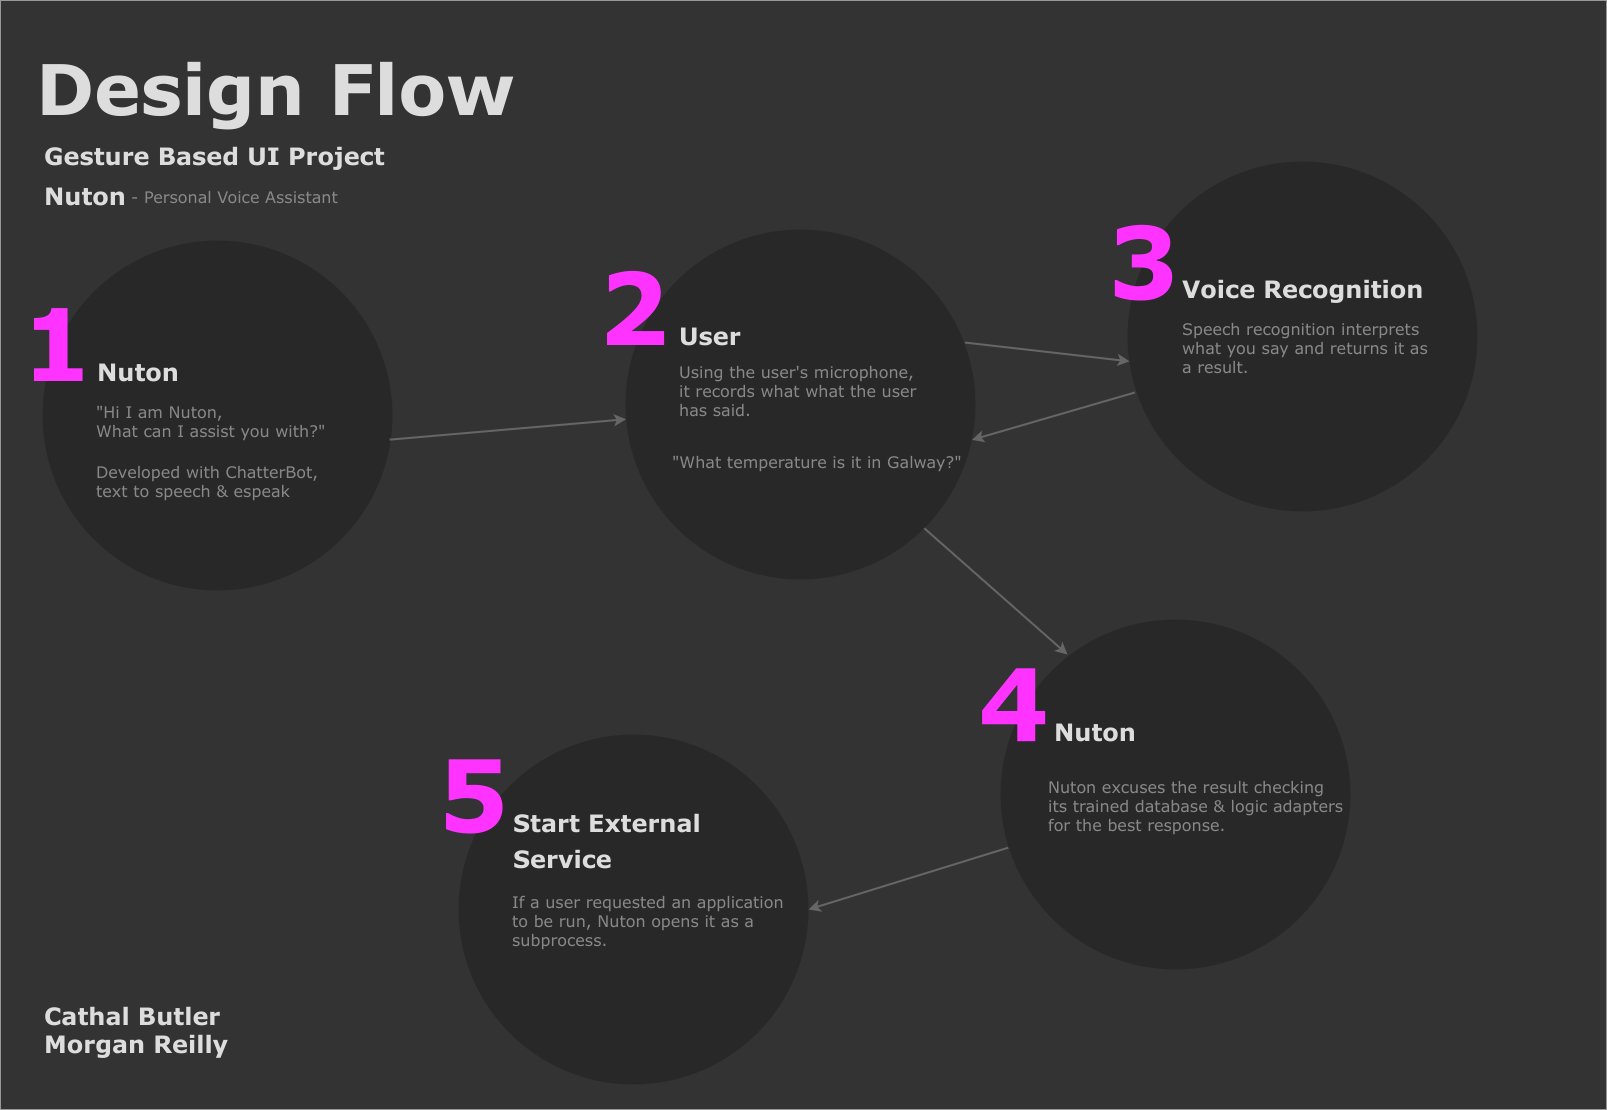 Design Flow
Gesture Based UI Project
Nuton - Personal Voice Assistant
1
Nuton
"Hi I am Nuton,
What can I assist you with?"
Developed with ChatterBot,
text to speech & espeak
2
User
Using the user's microphone,
it records what what the user
has said.
"What temperature is it in Galway?"
3
Voice Recognition
Speech recognition interprets
what you say and returns it as
a result.
4
Nuton
Nuton excuses the result checking
its trained database & logic adapters
for the best response.
5
Start External
Service
If a user requested an application
to be run, Nuton opens it as a
subprocess.
Cathal Butler
Morgan Reilly